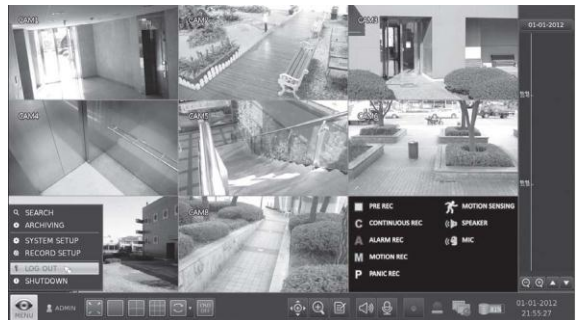 CAM1
CAM2
CAM3
01-01-2012
CAM4
CAM5
CAM6
SEARCH
ARCHIVING
SYSTEM SETUP
RECORD SETUP
LOG OUT
SHUTDOWN
CAM8
PRE REC
MOTION SENSING
C CONTINUOUS REC
SPEAKER
A ALARM REC
MIC
M MOTION REC
P PANIC REC
MENU
ADMIN
01-01-2012
21:55:27